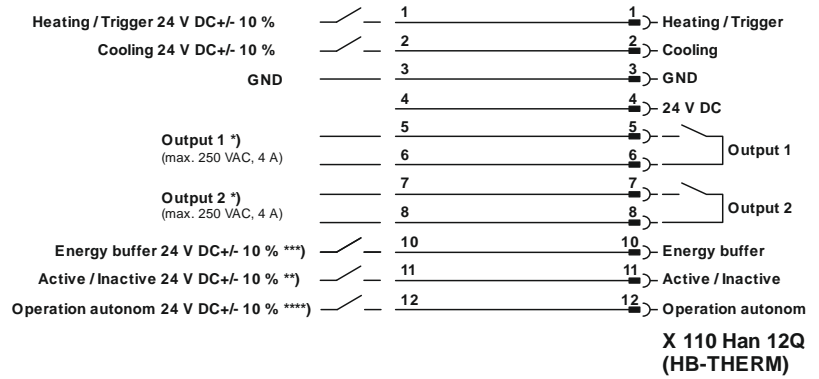 Heating / Trigger 24 V DC+/- 10 % 1 1 Heating / Trigger
Cooling 24 V DC+/- 10 % 2 2 Cooling
GND 3 3 GND
4 4 24 V DC
Output 1 *) 5 5
(max. 250 VAC, 4 A) 6 6 Output 1
Output 2 *) 7 7
(max. 250 VAC, 4 A) 8 8 Output 2
Energy buffer 24 V DC+/- 10 % ***) 10 10 Energy buffer
Active / Inactive 24 V DC+/- 10 % **) 11 11 Active / Inactive
Operation autonom 24 V DC+/- 10 % ****) 12 12 Operation autonom
X 110 Han 12Q
(HB-THERM)